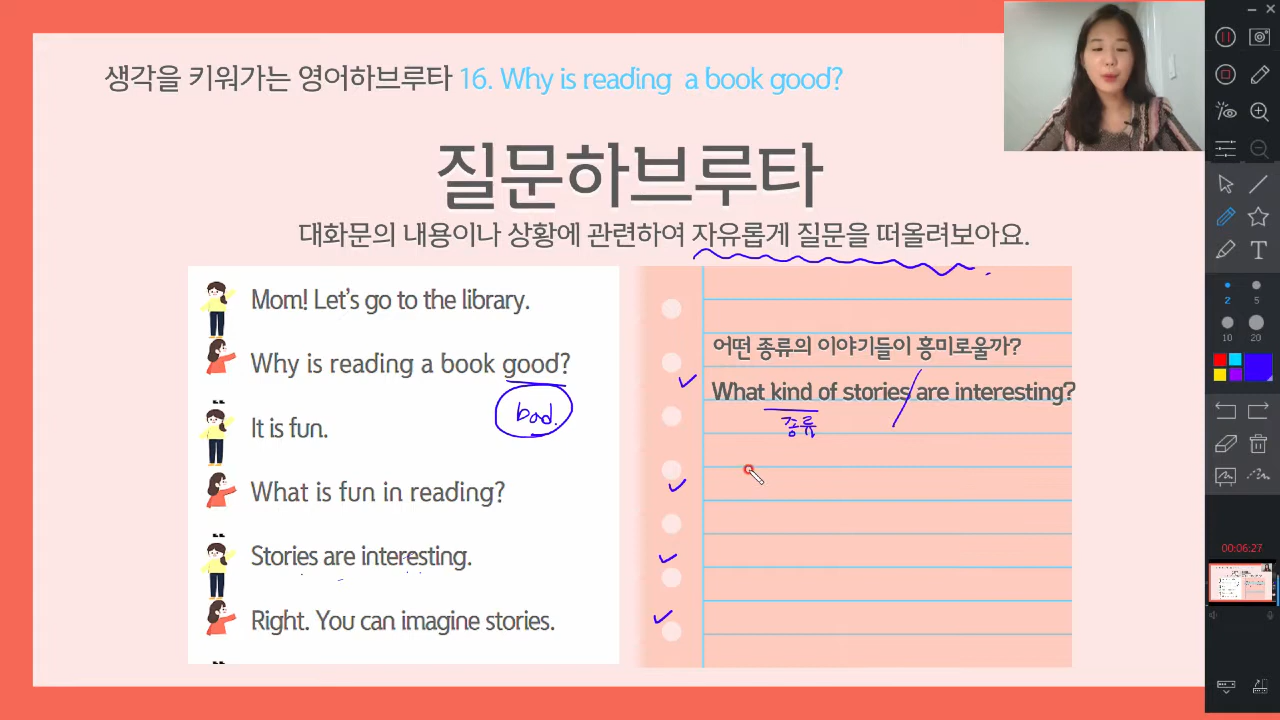 생각을 키워가는 영어하브루타 16. Why is reading a book good?
질문하브루타
대화문의 내용이나 상황에 관련하여 자유롭게 질문을 떠올려보아요.
Mom! Let's go to the library.
Why is reading a book good?
bad.
It is fun.
What is fun in reading?
Stories are interesting.
Right. You can imagine stories.
어떤 종류의 이야기들이 흥미로울까?
What kind of stories are interesting?
종류
2
5
10
20
00:06:27